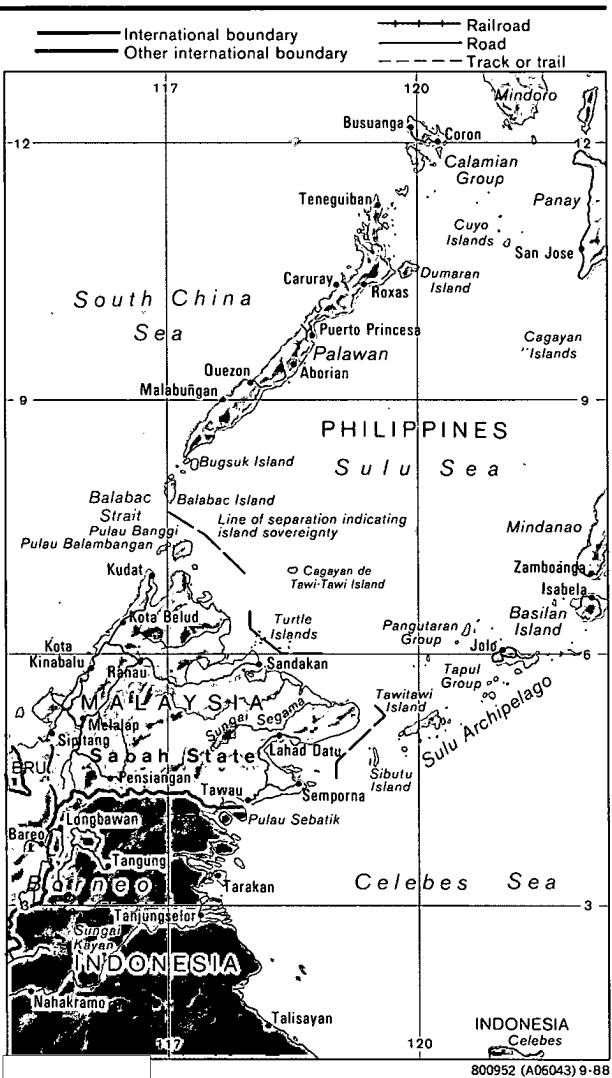 International boundary
Other international boundary
Railroad
Road
Track or trail
117
120
Mindoro
Busuanga
Coron
12
12
Calamian
Group
Teneguiban
Panay
Cuyo
Islands
San Jose
Caruray
Dumaran
Island
Roxas
South China
Sea
Puerto Princesa
Palawan
Cagayan
Islands
Quezon
Aborlan
Malabuñgan
9
9
PHILIPPINES
Bugsuk Island
Sulu Sea
Balabac
Strait
Balabac Island
Line of separation indicating
island sovereignty
Pulau Banggi
Pulau Balambangan
Mindanao
Kudat
Cagayan de
Tawi-Tawi Island
Zamboanga
Isabela
Kota Belud
Turtle
Islands
Pangutaran
Group
Basilan
Island
Kota
Kinabalu
Jolo
6
Ranau
Sandakan
Tapul
Group
MALAYSIA
Tawitawi
Island
Sulu Archipelago
Melalap
Sungai Segama
Sipitang
Lahad Datu
Sabah State
BRU.
Sibutu
Island
Pensiangan
Tawau
Semporna
Longbawan
Pulau Sebatik
Bareo
Tangung
Borneo
Tarakan
Celebes Sea
3
3
Tanjungselor
Sungai
Kayan
INDONESIA
Nahakramo
Talisayan
117
120
INDONESIA
Celebes
800952 (A06043) 9-88